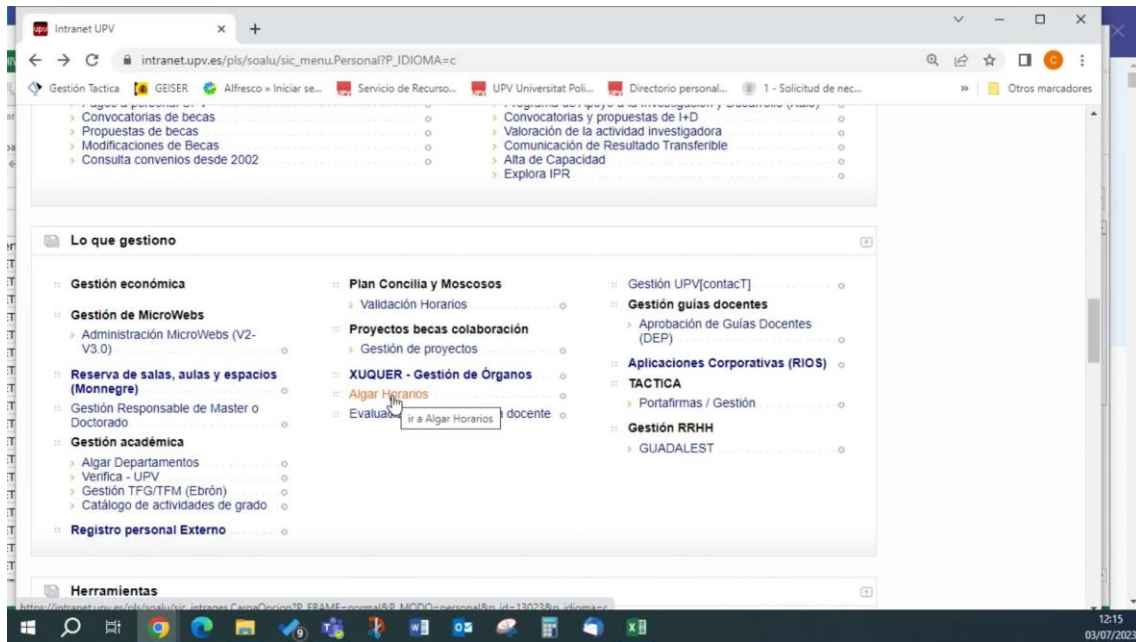 Intranet UPV
intranet.upv.es/pls/soalu/sic_menu.Personal?P_IDIOMA=c
Gestión Tactica
GEISER
Alfresco » Iniciar se...
Servicio de Recurso...
UPV Universitat Poli...
Directorio personal...
1 - Solicitud de nec...
»
Otros marcadores
Convocatorias de becas
Propuestas de becas
Modificaciones de Becas
Consulta convenios desde 2002
Convocatorias y propuestas de I+D
Valoración de la actividad investigadora
Comunicación de Resultado Transferible
Alta de Capacidad
Explora IPR
Lo que gestiono
Gestión económica
Gestión de MicroWebs
Administración MicroWebs (V2-
V3.0)
Reserva de salas, aulas y espacios
(Monnegre)
Gestión Responsable de Master o
Doctorado
Gestión académica
Algar Departamentos
Verifica - UPV
Gestión TFG/TFM (Ebrón)
Catálogo de actividades de grado
Registro personal Externo
Plan Concilia y Moscosos
Validación Horarios
Proyectos becas colaboración
Gestión de proyectos
XUQUER - Gestión de Órganos
Algar Horarios
docente
ir a Algar Horarios
Gestión UPV[contacT]
Gestión guías docentes
Aprobación de Guías Docentes
(DEP)
Aplicaciones Corporativas (RIOS)
TACTICA
Portafirmas / Gestión
Gestión RRHH
GUADALEST
Herramientas
12:15